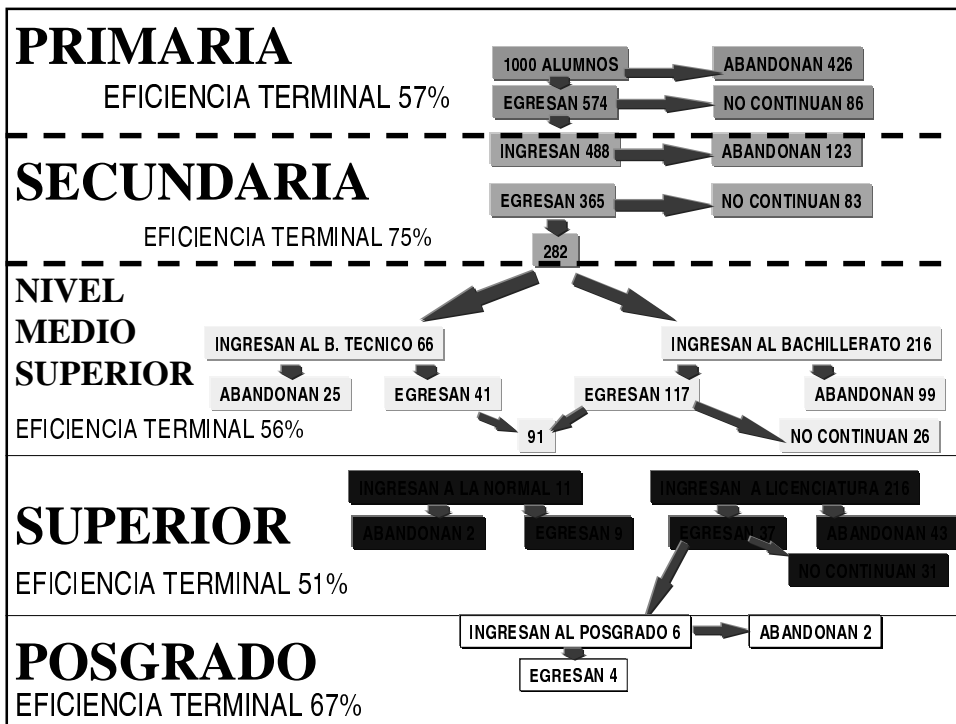 PRIMARIA
EFICIENCIA TERMINAL 57%
1000 ALUMNOS
ABANDONAN 426
EGRESAN 574
NO CONTINUAN 86
INGRESAN 488
ABANDONAN 123
SECUNDARIA
EFICIENCIA TERMINAL 75%
EGRESAN 365
NO CONTINUAN 83
282
NIVEL
MEDIO
SUPERIOR
EFICIENCIA TERMINAL 56%
INGRESAN AL B. TECNICO 66
INGRESAN AL BACHILLERATO 216
ABANDONAN 25
EGRESAN 41
EGRESAN 117
ABANDONAN 99
91
NO CONTINUAN 26
SUPERIOR
EFICIENCIA TERMINAL 51%
INGRESAN A LA NORMAL 11
INGRESAN A LICENCIATURA 216
ABANDONAN 2
EGRESAN 9
EGRESAN 37
ABANDONAN 43
NO CONTINUAN 31
POSGRADO
EFICIENCIA TERMINAL 67%
INGRESAN AL POSGRADO 6
ABANDONAN 2
EGRESAN 4